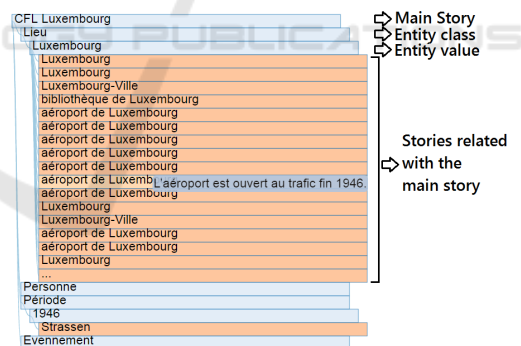 CFL Luxembourg
Lieu
Luxembourg
Luxembourg
Luxembourg
Luxembourg-Ville
bibliothèque de Luxembourg
aéroport de Luxembourg
aéroport de Luxembourg
aéroport de Luxembourg
aéroport de Luxembourg
aéroport de Luxembourg
aéroport de Luxemb
L'aéroport est ouvert au trafic fin 1946.
aéroport de Luxembourg
Luxembourg
Luxembourg-Ville
aéroport de Luxembourg
aéroport de Luxembourg
Luxembourg
...
Personne
Période
1946
Strassen
Evennement
Main Story
Entity class
Entity value
Stories related
with the
main story